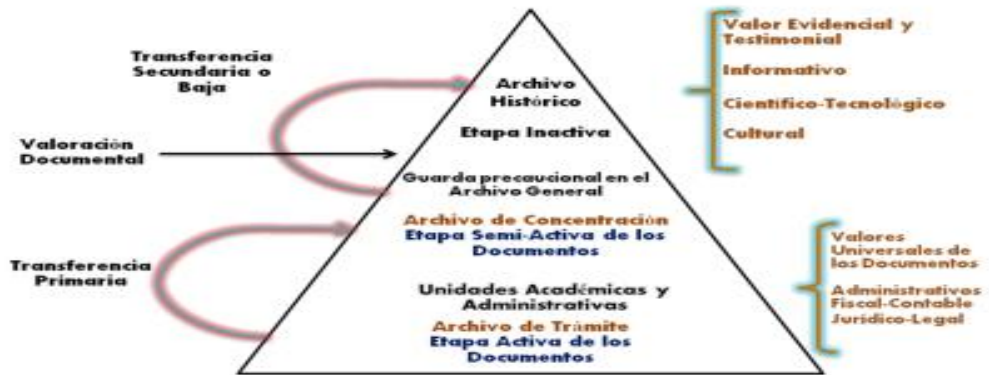 Transferencia
Secundaria o
Baja
Valoración
Documental
Transferencia
Primaria
Archivo
Histórico
Etapa Inactiva
Guarda precaucional en el
Archivo General
Archivo de Concentración
Etapa Semi-Activa de los
Documentos
Unidades Académicas y
Administrativas
Archivo de Trámite
Etapa Activa de los
Documentos
Valor Evidencial y
Testimonial
Informativo
Científico-Tecnológico
Cultural
Valores
Universales de
los Documentos
Administrativos
Fiscal-Contable
Jurídico-Legal